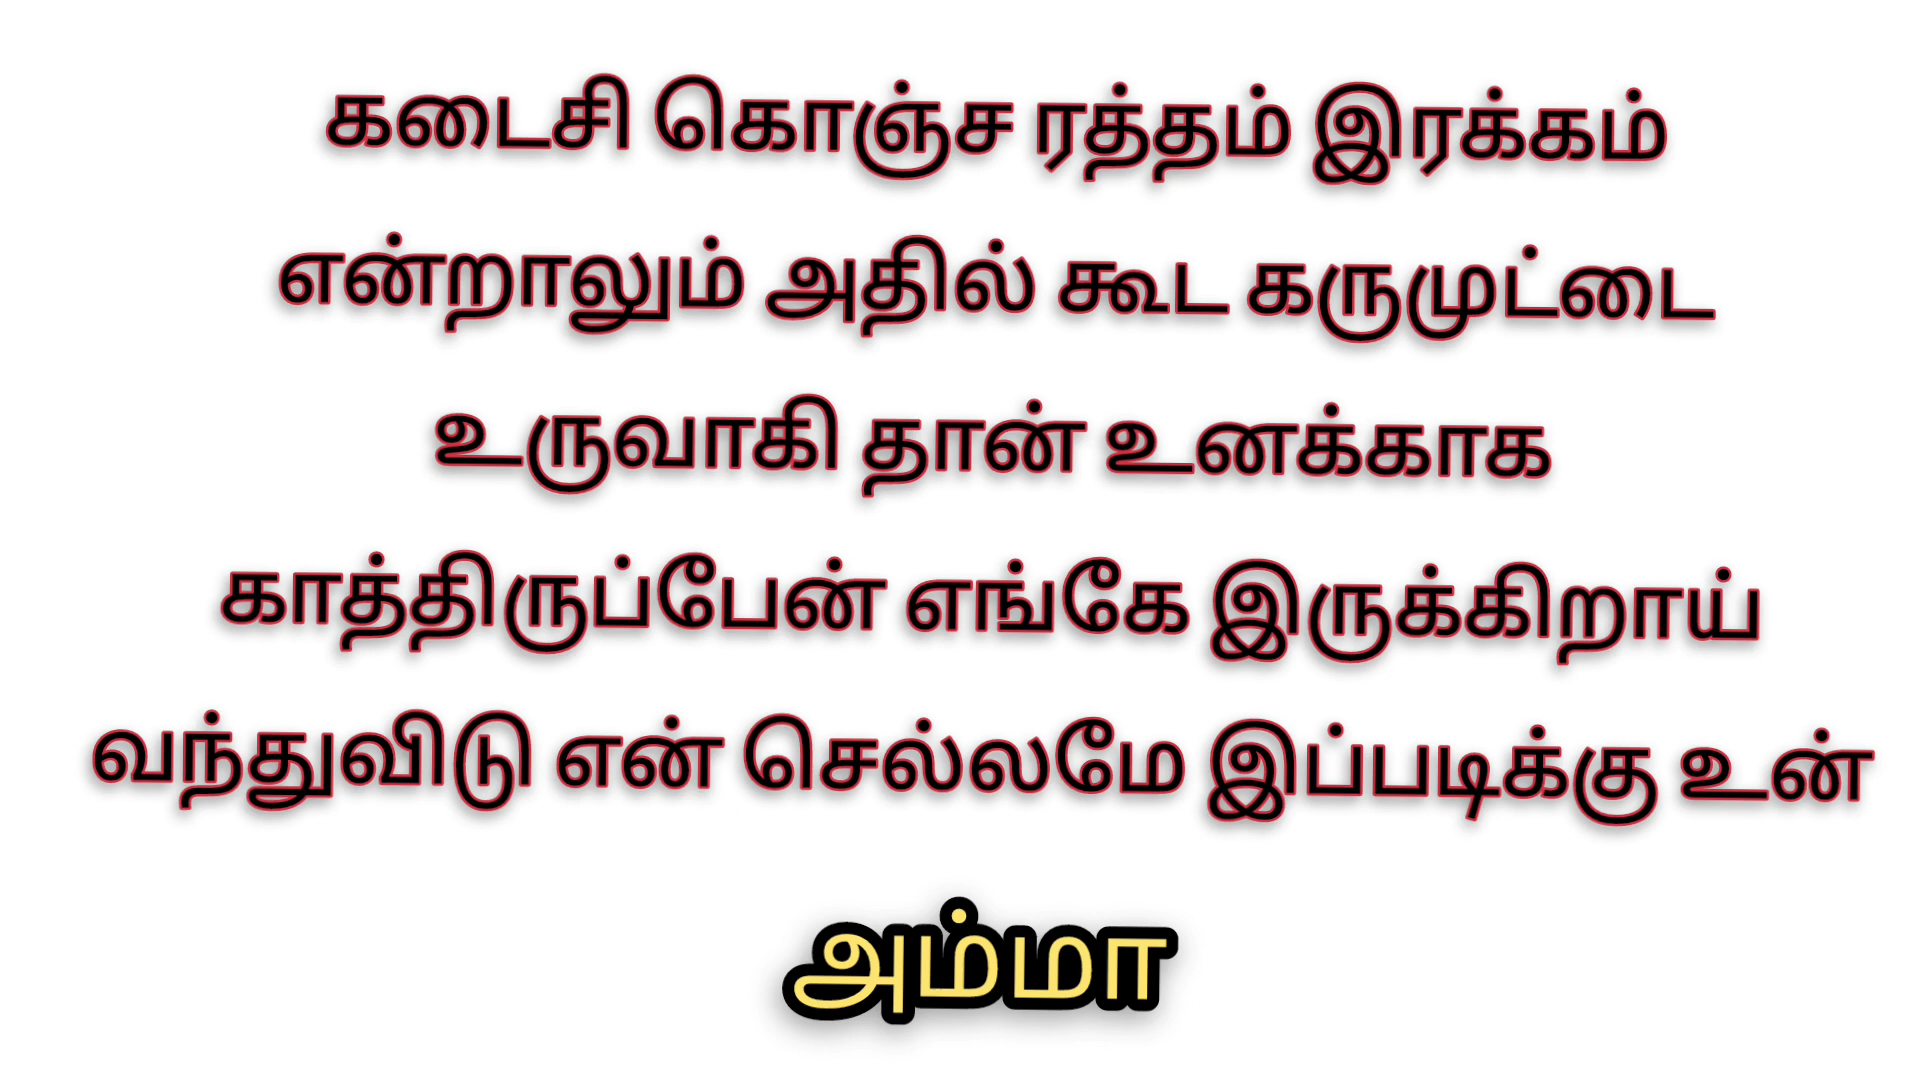 கடைசி கொஞ்ச ரத்தம் இரக்கம்
என்றாலும் அதில் கூட கருமுட்டை
உருவாகி தான் உனக்காக
காத்திருப்பேன் எங்கே இருக்கிறாய்
வந்துவிடு என் செல்லமே இப்படிக்கு உன்
அம்மா